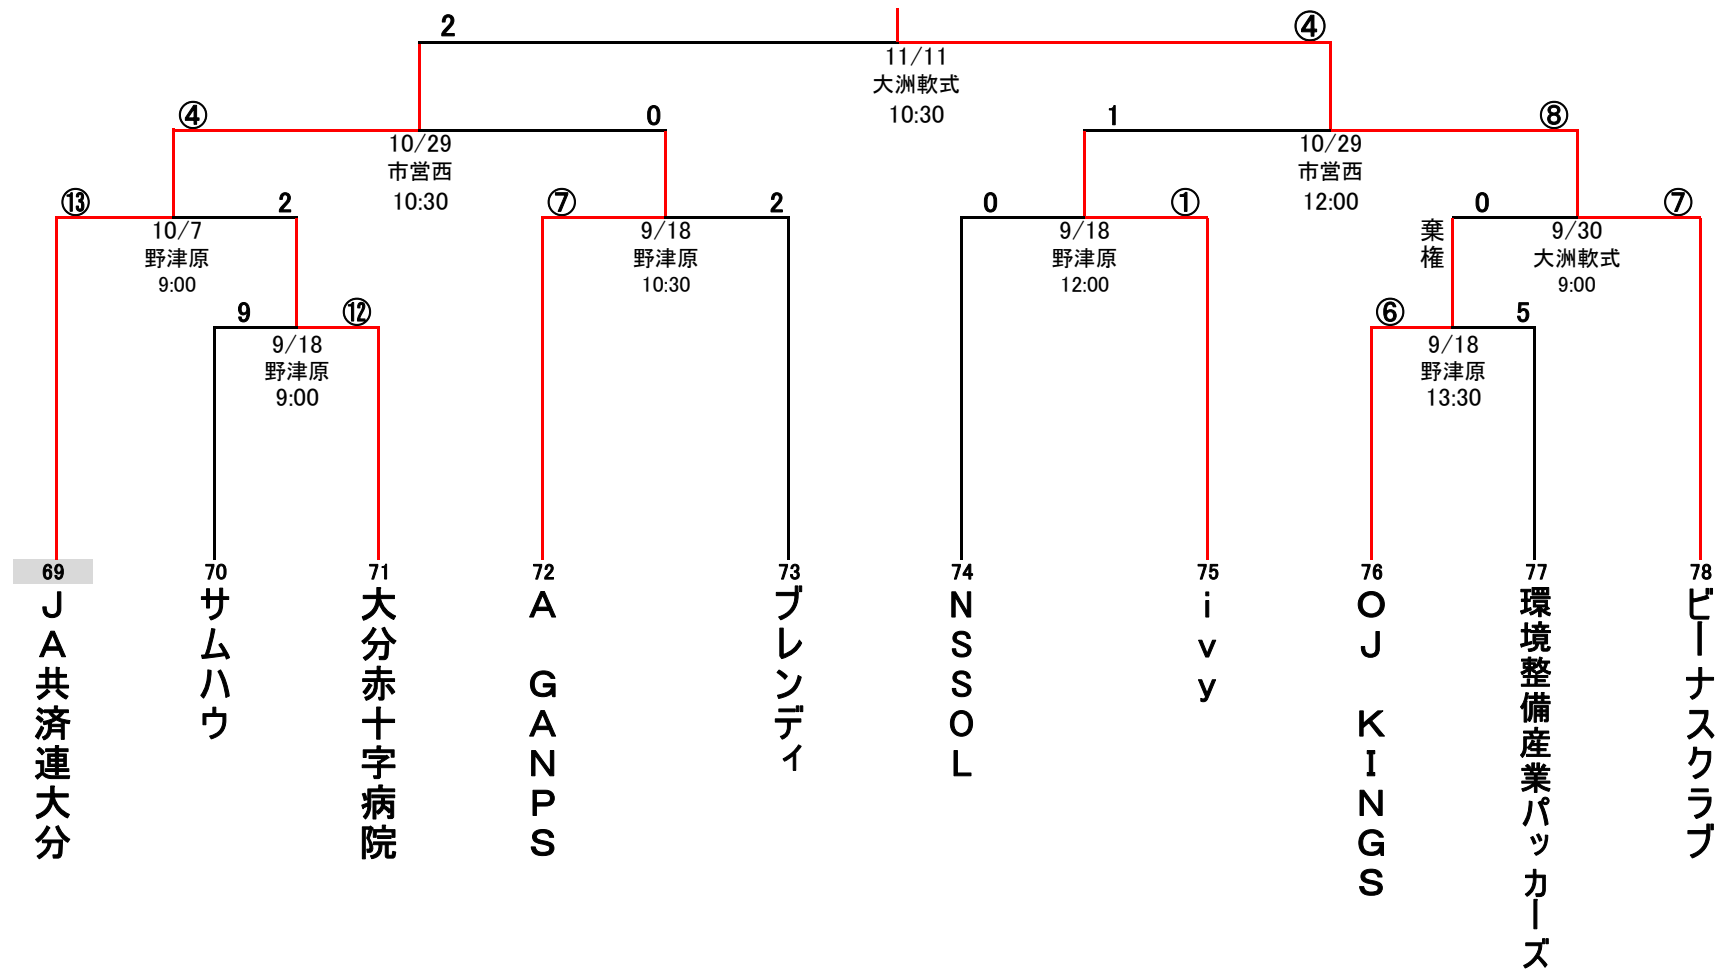 2 ④
11/11
大洲軟式
10:30
④ 0 1 ⑧
10/29 10/29
市営西 市営西
10:30 12:00
⑬ 2 ⑦ 2 0 ① 0 ⑦
10/7 9/18 9/18 棄権 9/30
野津原 野津原 野津原 大洲軟式
9:00 10:30 12:00 9:00
9 ⑫ ⑥ 5
9/18 9/18
野津原 野津原
9:00 13:30
69 70 71 72 73 74 75 76 77 78
JA共済連大分
サムハウ
大分赤十字病院
A GANPS
ブレンディ
NSSOL
ivy
OJ KINGS
環境整備産業パッカーズ
ビーナスクラブ